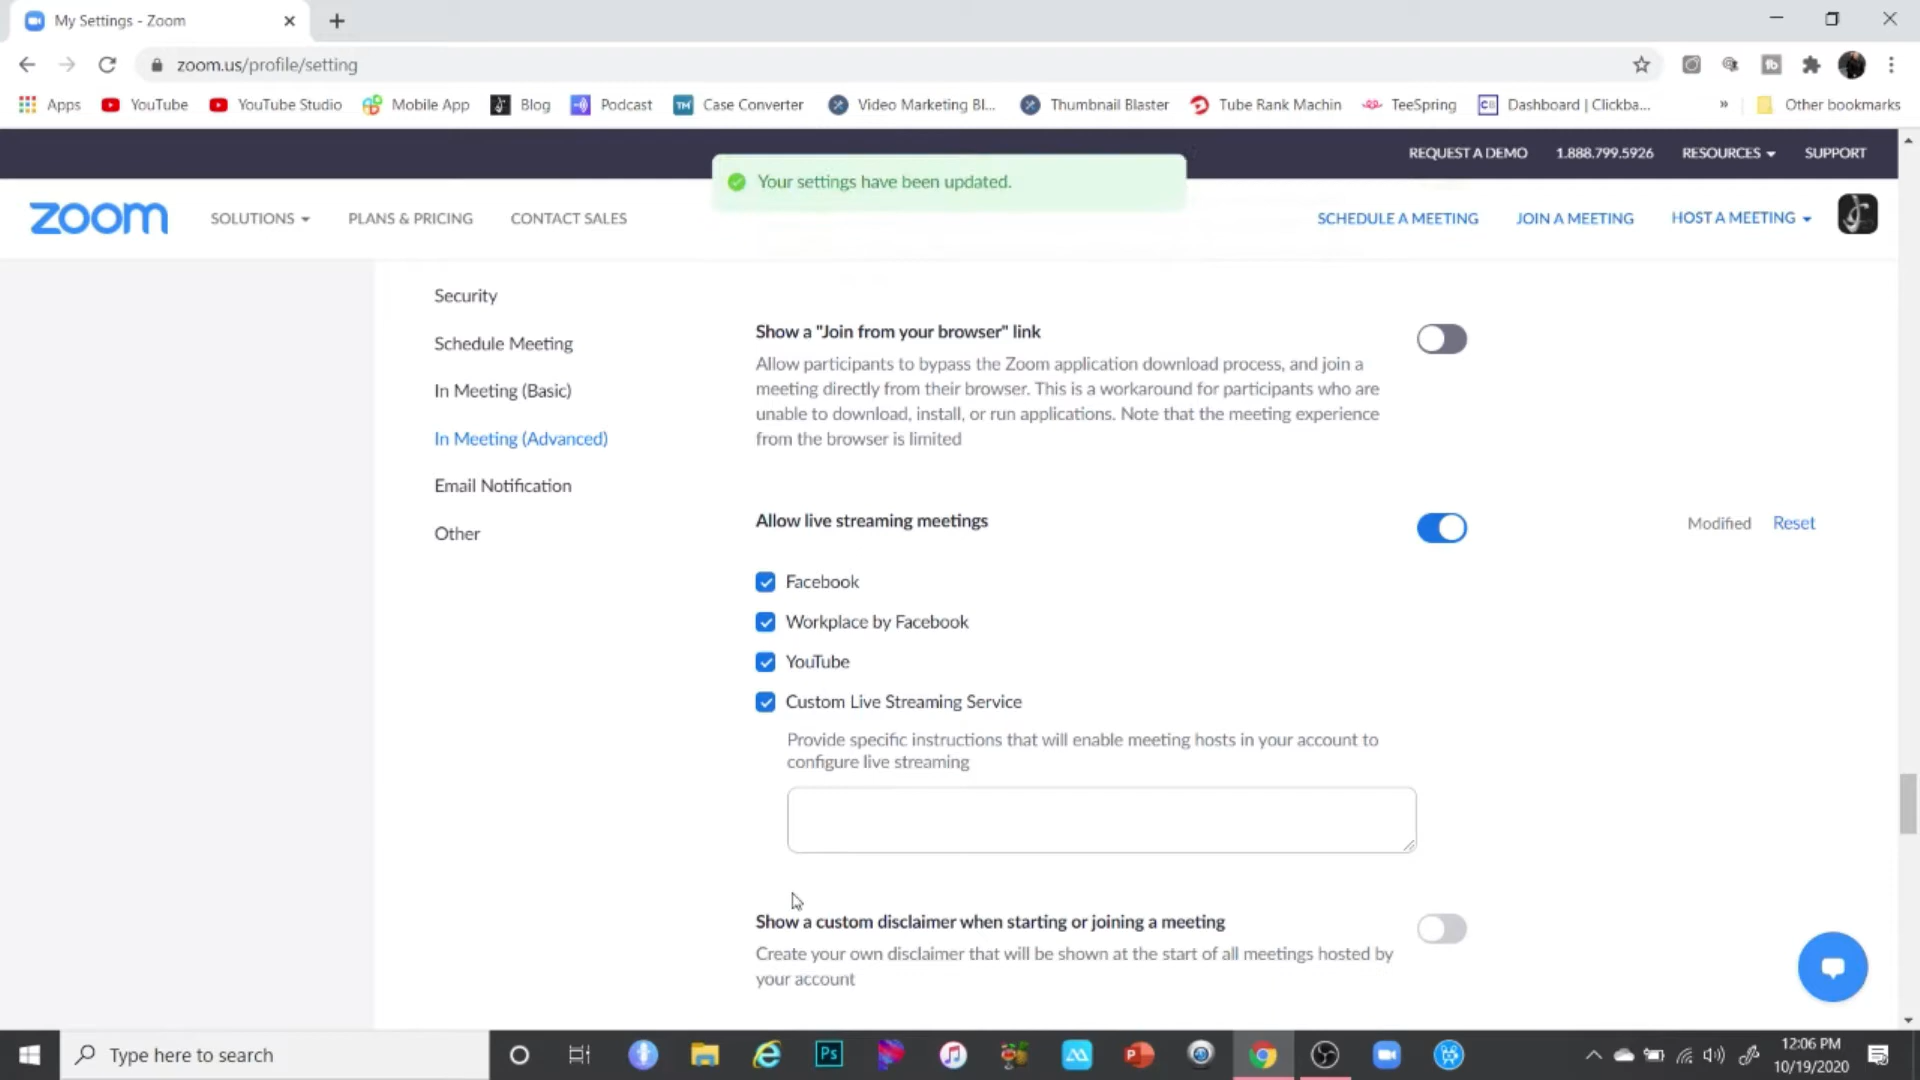 My Settings - Zoom
zoom.us/profile/setting
Apps YouTube YouTube Studio Mobile App Blog Podcast Case Converter Video Marketing Bl... Thumbnail Blaster Tube Rank Machin TeeSpring Dashboard | Clickba... » Other bookmarks
REQUEST A DEMO 1.888.799.5926 RESOURCES SUPPORT
Your settings have been updated.
zoom SOLUTIONS PLANS & PRICING CONTACT SALES SCHEDULE A MEETING JOIN A MEETING HOST A MEETING
Security
Schedule Meeting
In Meeting (Basic)
In Meeting (Advanced)
Email Notification
Other
Show a "Join from your browser" link
Allow participants to bypass the Zoom application download process, and join a
meeting directly from their browser. This is a workaround for participants who are
unable to download, install, or run applications. Note that the meeting experience
from the browser is limited
Allow live streaming meetings
Modified Reset
Facebook
Workplace by Facebook
YouTube
Custom Live Streaming Service
Provide specific instructions that will enable meeting hosts in your account to
configure live streaming
Show a custom disclaimer when starting or joining a meeting
Create your own disclaimer that will be shown at the start of all meetings hosted by
your account
Type here to search
Ps
12:06 PM
10/19/2020